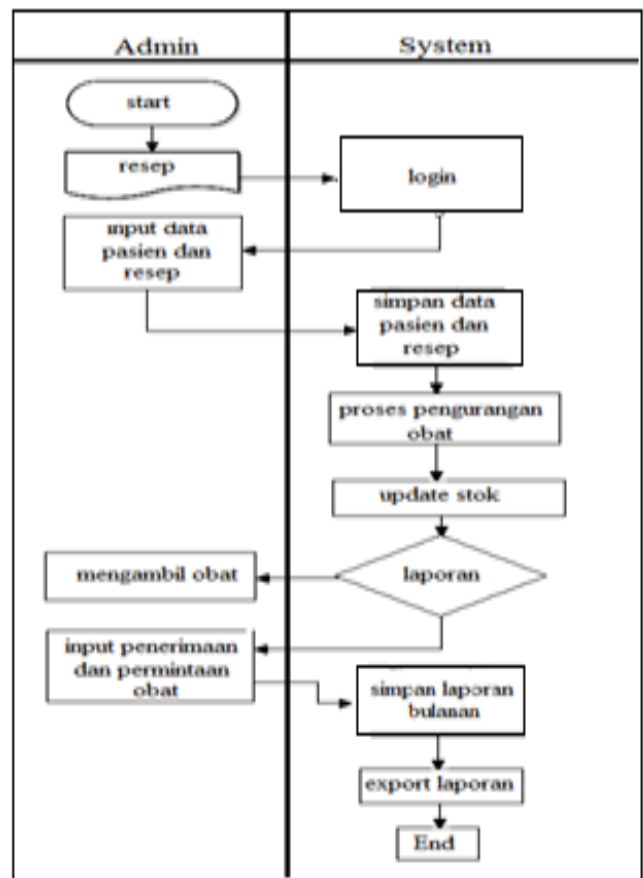 Admin
System
start
resep
login
input data
pasien dan
resep
simpan data
pasien dan
resep
proses pengurangan
obat
update stok
laporan
mengambil obat
input penerimaan
dan permintaan
obat
simpan laporan
bulanan
export laporan
End